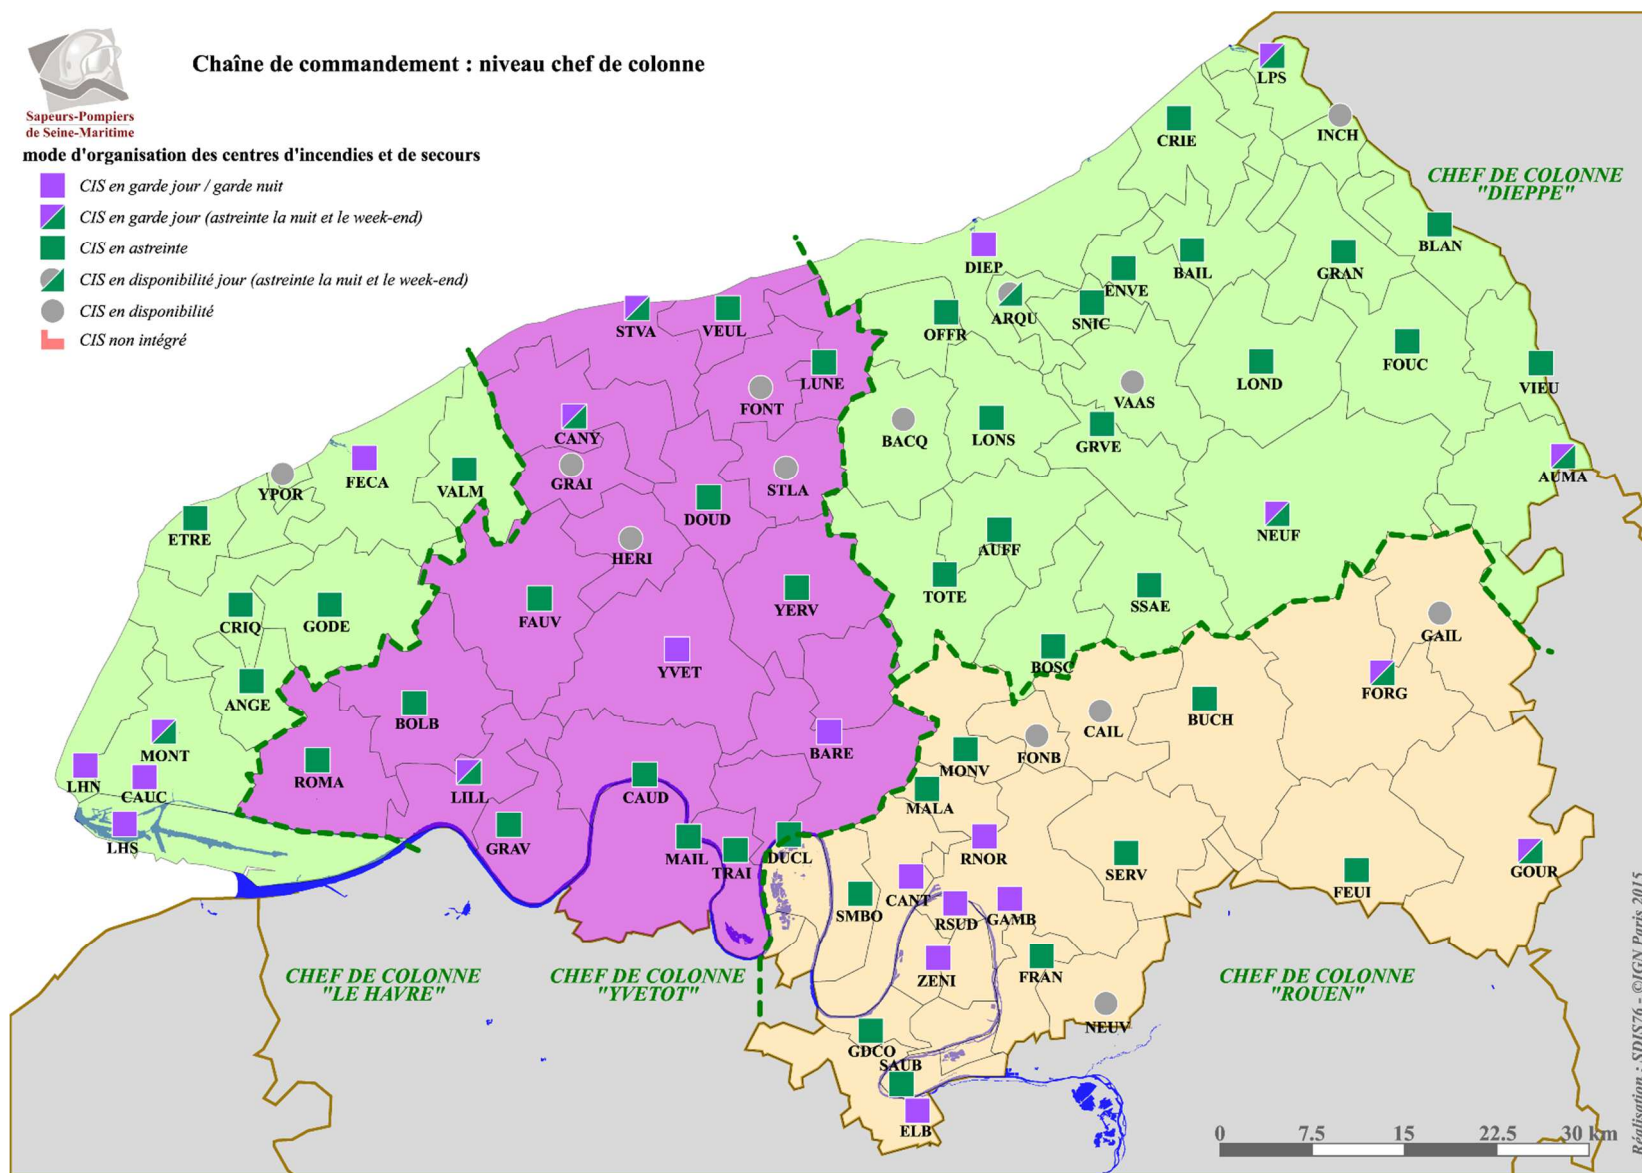 Chaîne de commandement : niveau chef de colonne
Sapeurs-Pompiers
de Seine-Maritime
mode d'organisation des centres d'incendies et de secours
CIS en garde jour / garde nuit
CIS en garde jour (astreinte la nuit et le week-end)
CIS en astreinte
CIS en disponibilité jour (astreinte la nuit et le week-end)
CIS en disponibilité
CIS non intégré
LPS
INCH
CRIE
CHEF DE COLONNE
"DIEPPE"
BLAN
DIEP
BAIL
GRAN
ENVE
ARQU
SNIC
OFFR
STVA
VEUL
LUNE
FONT
FOUC
LOND
VIEU
VAAS
CANY
BACQ
LONS
GRVE
GRAI
STLA
AUMA
YPOR
FECA
VALM
DOUD
ETRE
HERI
AUFF
NEUF
TOTE
SSAE
YERV
FAUV
CRIQ
GODE
GAIL
BOSC
YVET
FORG
ANGE
BOLB
BUCH
CAIL
MONT
BARE
FONB
MONV
LHN
CAUC
ROMA
LILL
CAUD
MALA
LHS
GRAV
MAIL
TRAI
DUCL
RNOR
SERV
GOUR
FEUI
CANT
SMBO
RSUD
GAMB
ZENI
FRAN
CHEF DE COLONNE
"LE HAVRE"
CHEF DE COLONNE
"YVETOT"
CHEF DE COLONNE
"ROUEN"
NEUV
GDCO
SAUB
ELB
0 7.5 15 22.5 30 km
Réalisation : SDIS76 - ©IGN Paris 2015